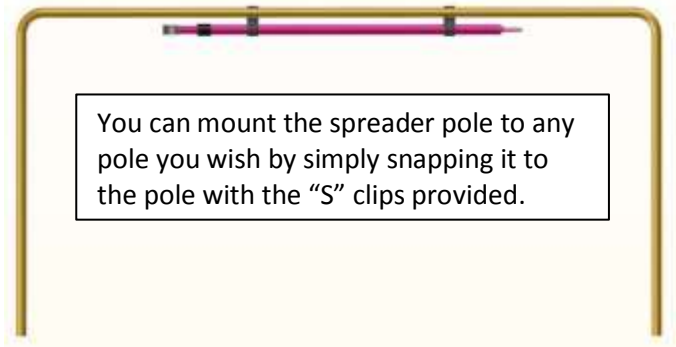 You can mount the spreader pole to any
pole you wish by simply snapping it to
the pole with the “S” clips provided.